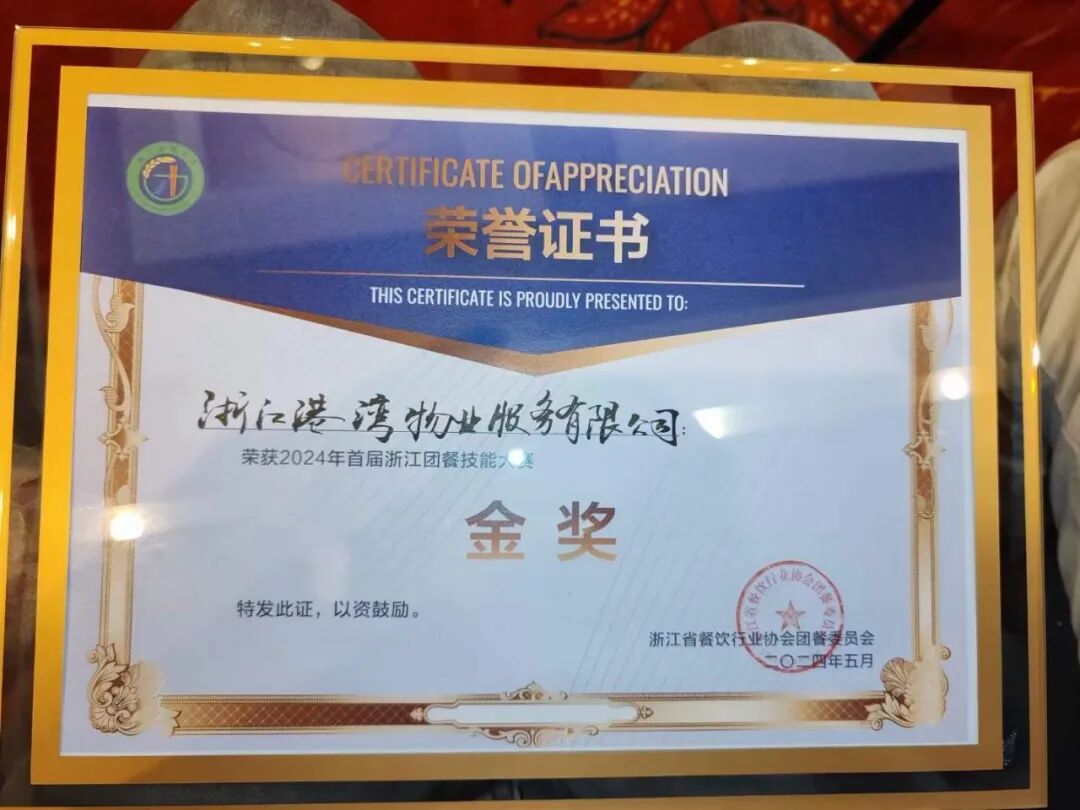 CERTIFICATE OFAPPRECIATION
荣誉证书
THIS CERTIFICATE IS PROUDLY PRESENTED TO:
浙江港湾物业服务有限公司:
荣获2024年首届浙江团餐技能大赛
金奖
特发此证，以资鼓励。
浙江省餐饮行业协会团餐委员会
二〇二四年五月